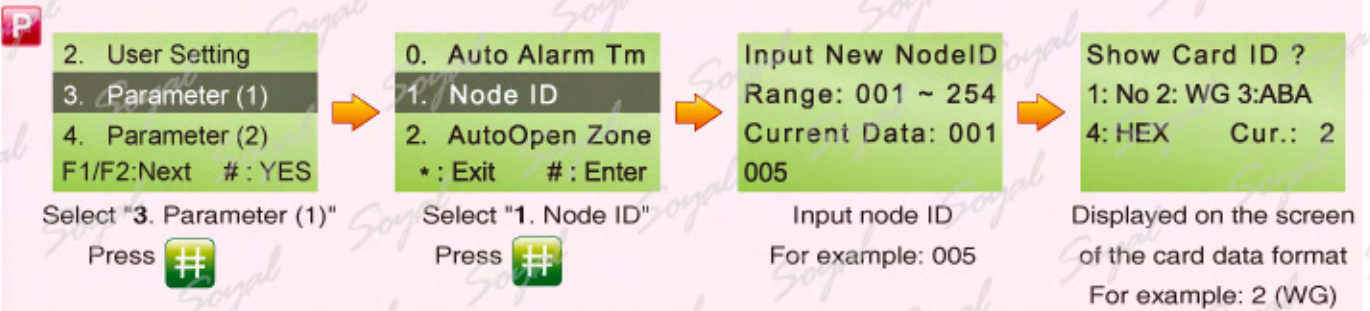 P
2. User Setting
3. Parameter (1)
4. Parameter (2)
F1/F2:Next # : YES
Select "3. Parameter (1)"
Press #
0. Auto Alarm Tm
1. Node ID
2. AutoOpen Zone
* : Exit # : Enter
Select "1. Node ID"
Press #
Input New NodeID
Range: 001 ~ 254
Current Data: 001
005
Input node ID
For example: 005
Show Card ID ?
1: No 2: WG 3:ABA
4: HEX Cur.: 2
Displayed on the screen
of the card data format
For example: 2 (WG)
Soyal